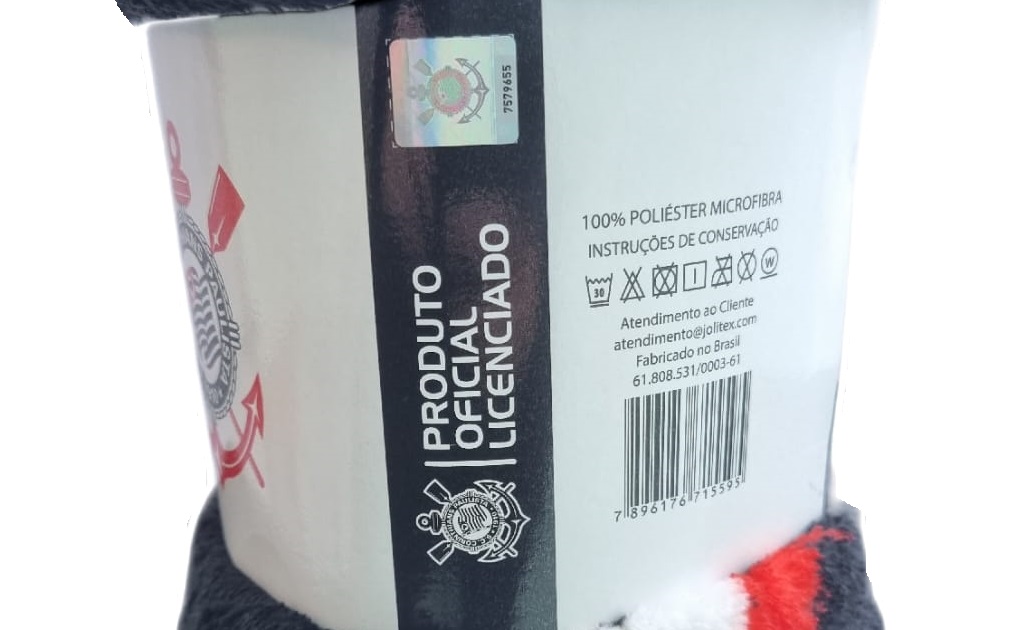 7579655
PRODUTO
OFICIAL
LICENCIADO
100% POLIÉSTER MICROFIBRA
INSTRUÇÕES DE CONSERVAÇÃO
30
W
Atendimento ao Cliente
atendimento@jolitex.com
Fabricado no Brasil
61.808.531/0003-61
7 896176 715595